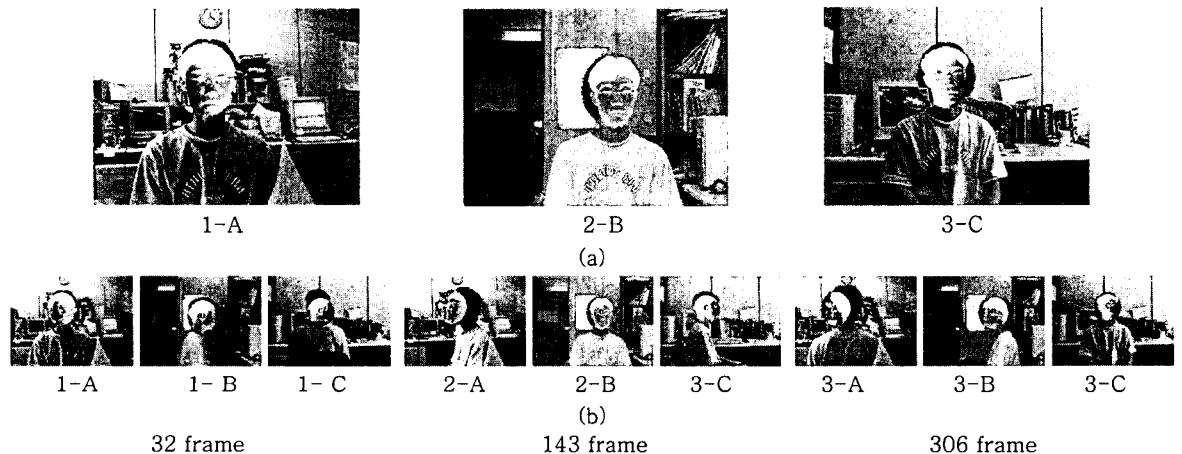 1-A 2-B 3-C
(a)
1-A 1- B 1- C 2-A 2-B 3-C 3-A 3-B 3-C
(b)
32 frame 143 frame 306 frame